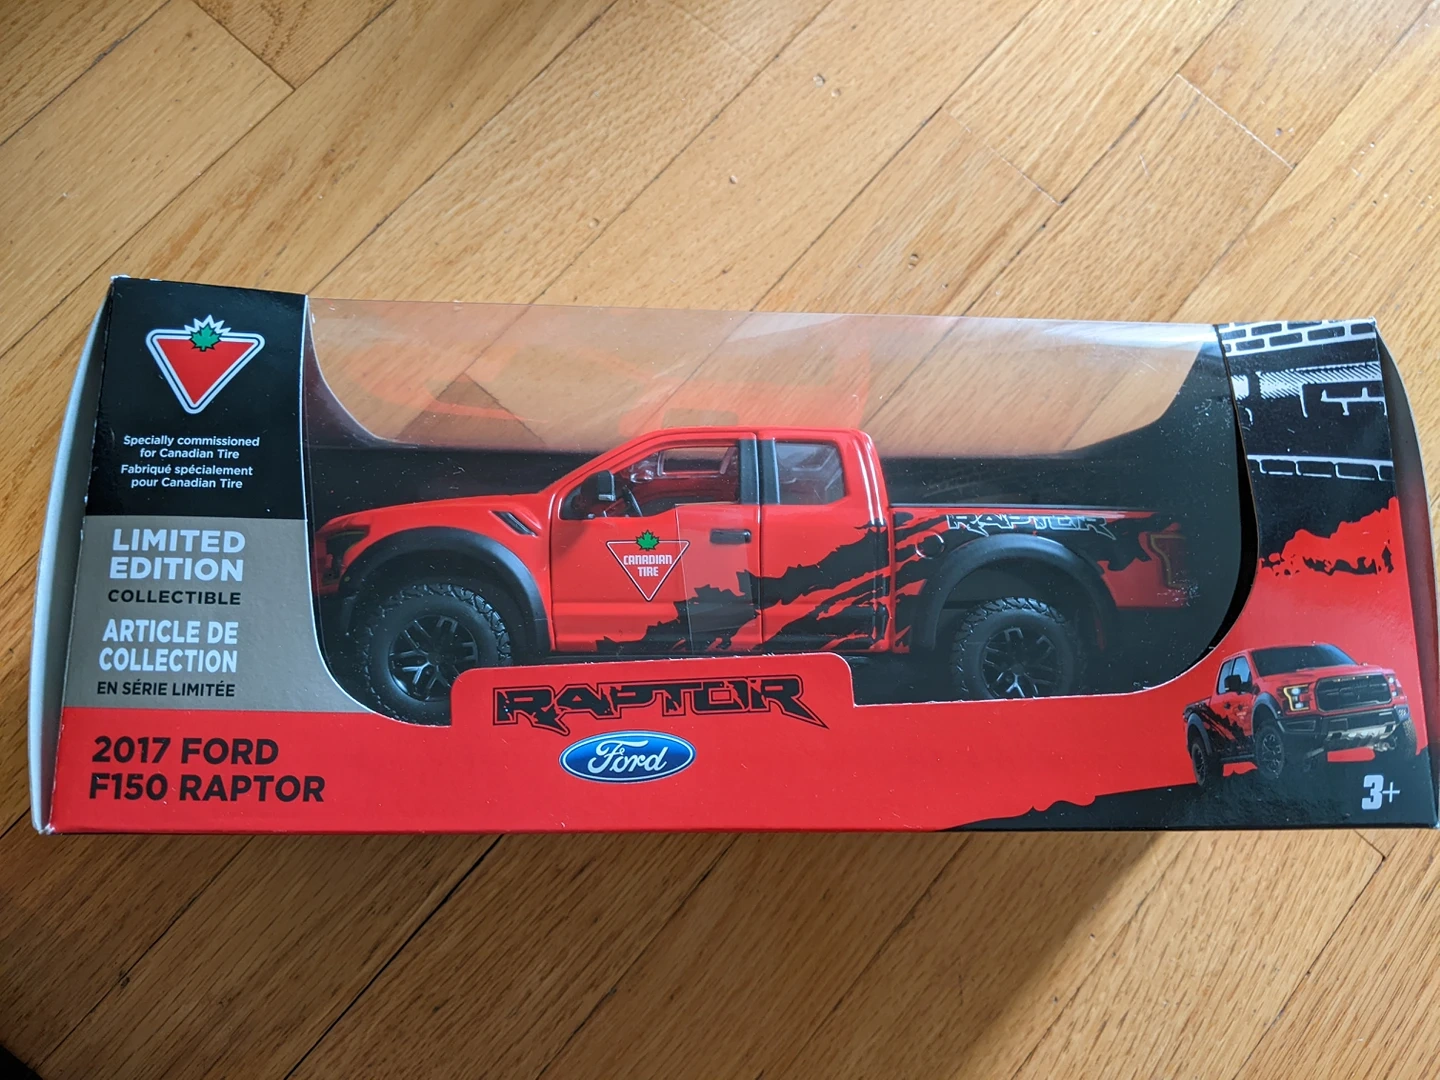 Specially commissioned
for Canadian Tire
Fabriqué spécialement
pour Canadian Tire
LIMITED
EDITION
COLLECTIBLE
ARTICLE DE
COLLECTION
EN SÉRIE LIMITÉE
2017 FORD
F150 RAPTOR
CANADIAN
TIRE
RAPTOR
RAPTOR
Ford
3+